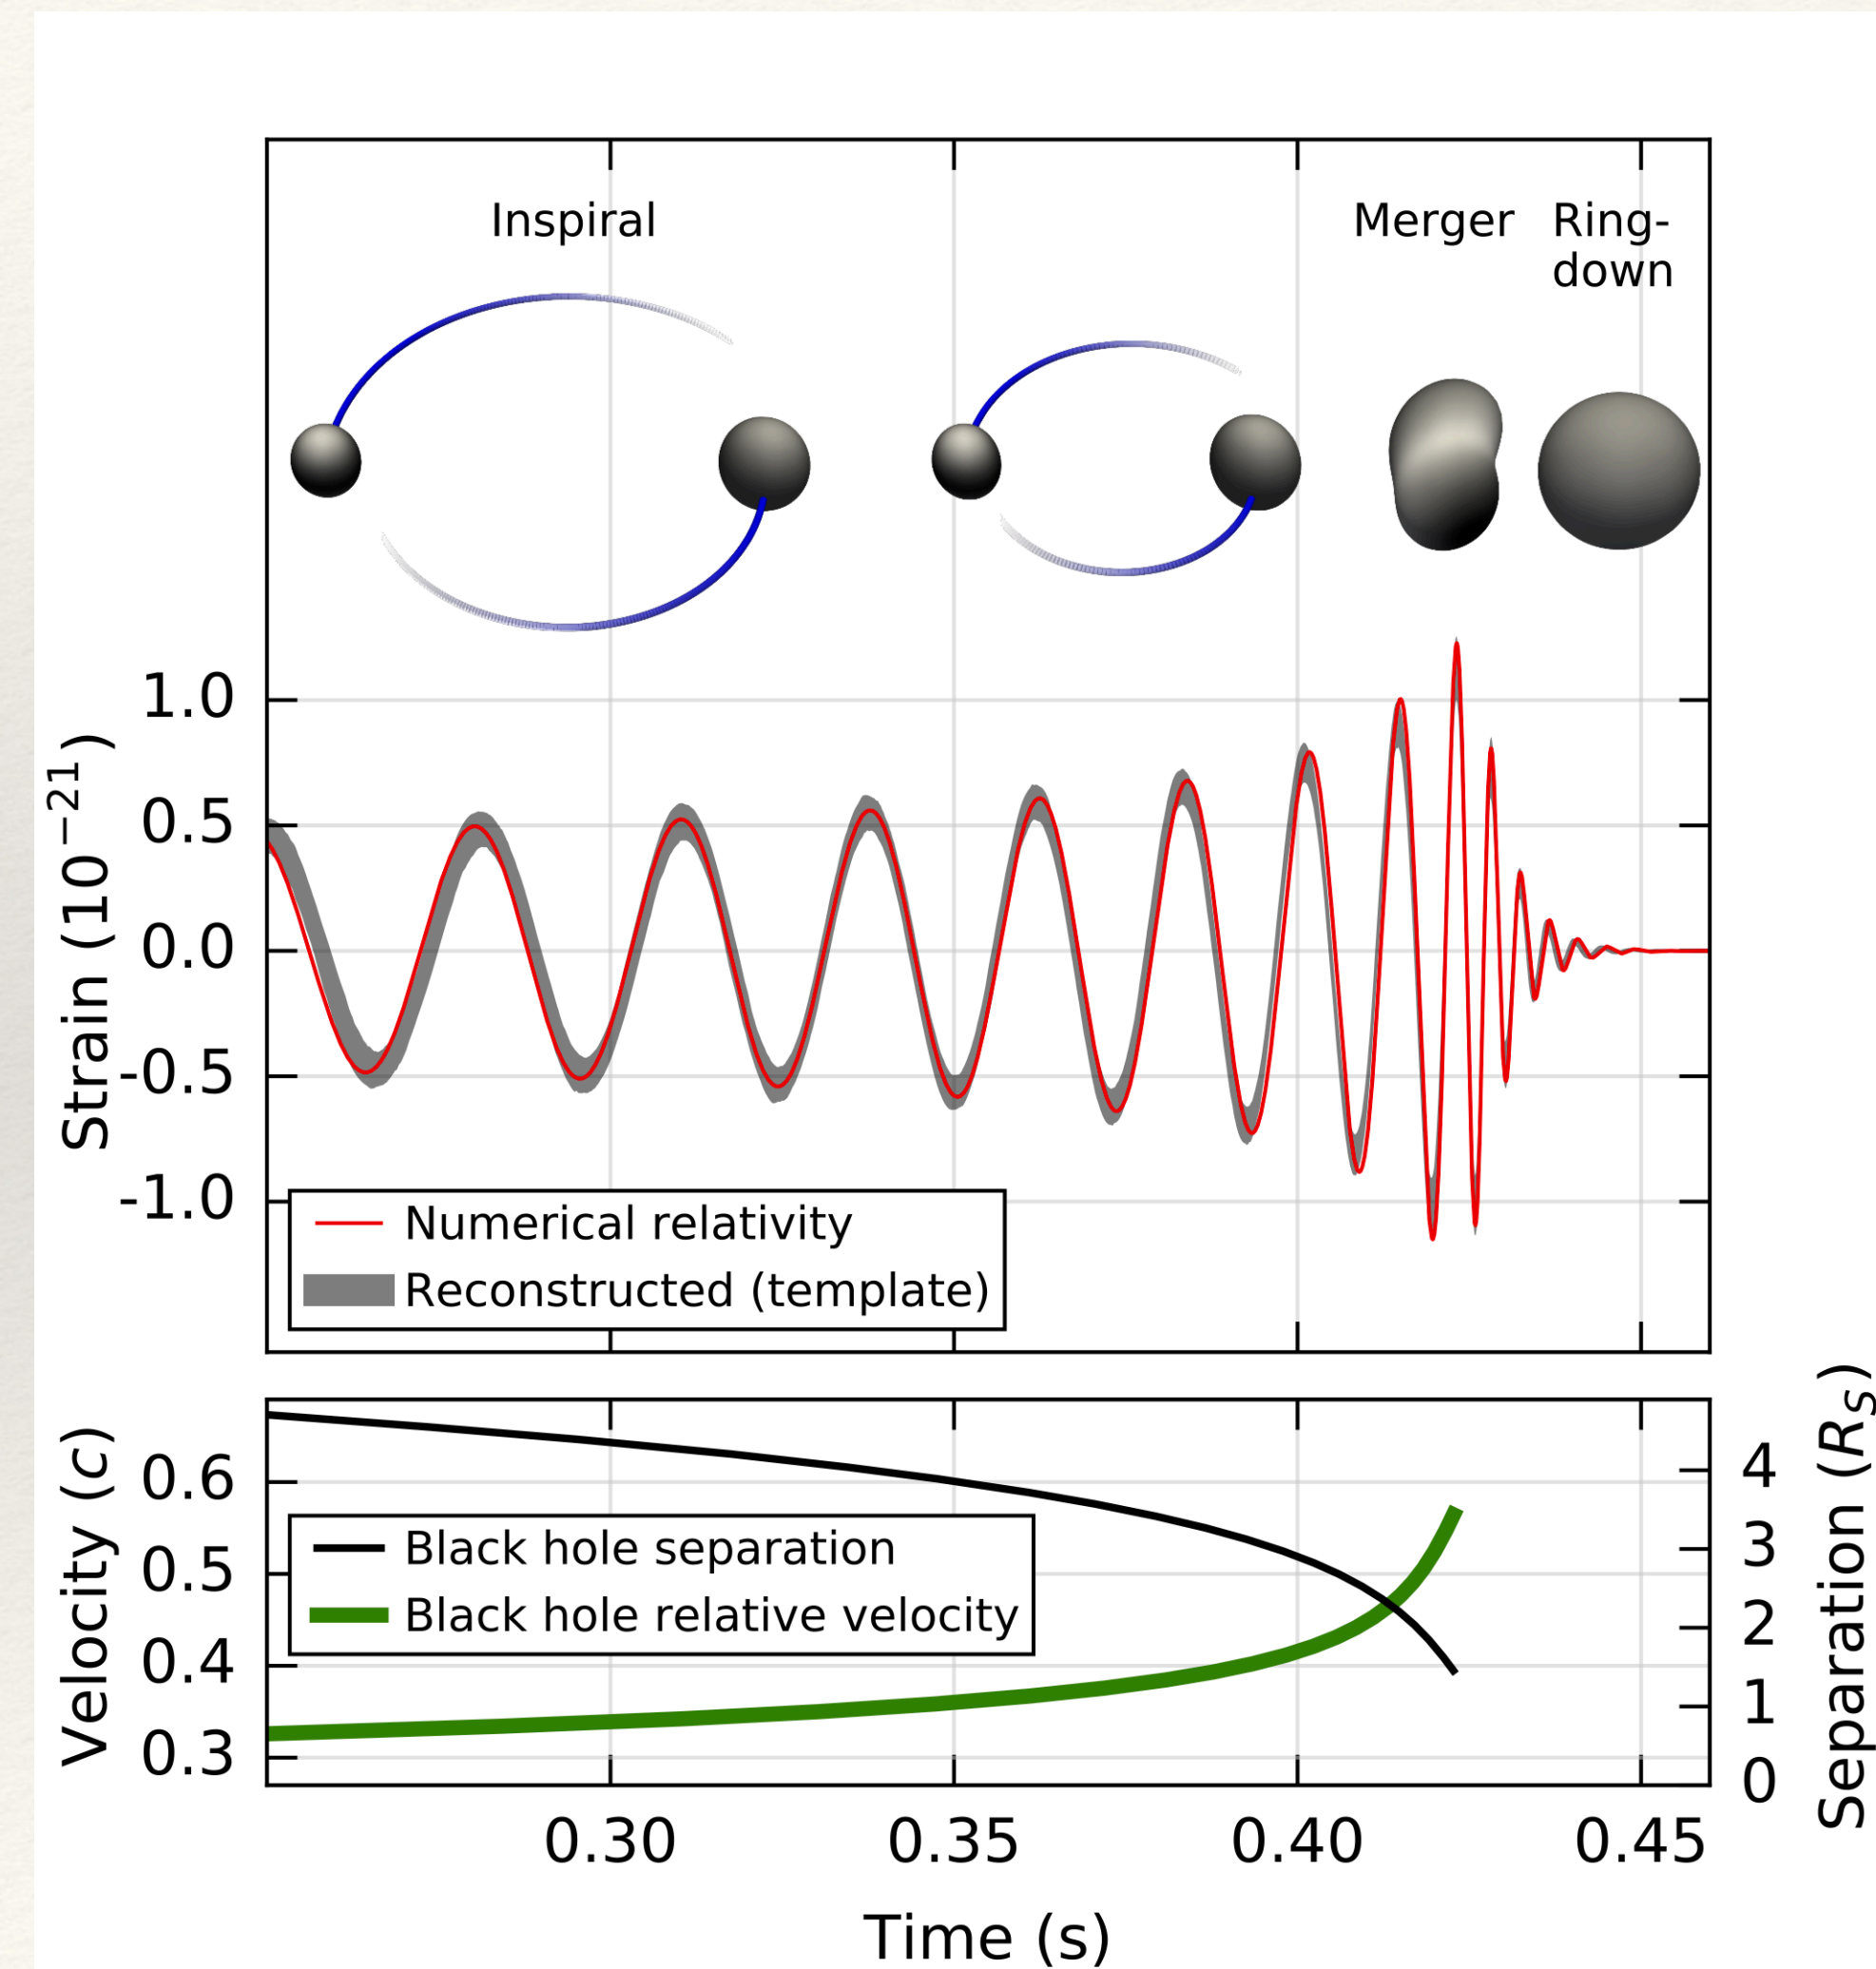 Inspiral
Merger
Ring-
down
Strain (10⁻²¹)
1.0
0.5
0.0
-0.5
-1.0
Numerical relativity
Reconstructed (template)
Velocity (c)
0.6
0.5
0.4
0.3
Black hole separation
Black hole relative velocity
Separation (R_S)
4
3
2
1
0
0.30 0.35 0.40 0.45
Time (s)